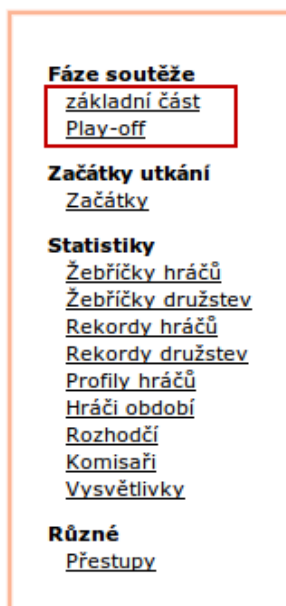 Fáze soutěže
základní část
Play-off
Začátky utkání
Začátky
Statistiky
Žebříčky hráčů
Žebříčky družstev
Rekordy hráčů
Rekordy družstev
Profily hráčů
Hráči období
Rozhodčí
Komisaři
Vysvětlivky
Různé
Přestupy